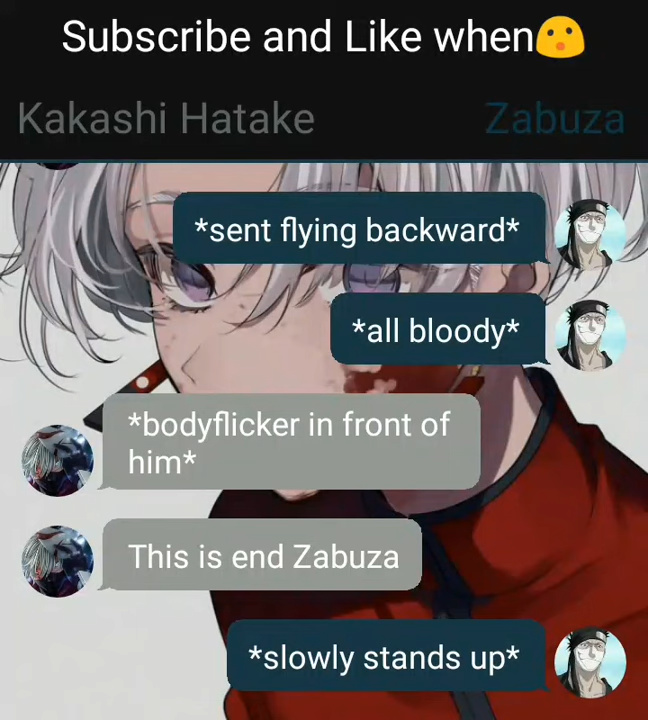 Subscribe and Like when😮
Kakashi Hatake
Zabuza
*sent flying backward*
*all bloody*
*bodyflicker in front of
him*
This is end Zabuza
*slowly stands up*